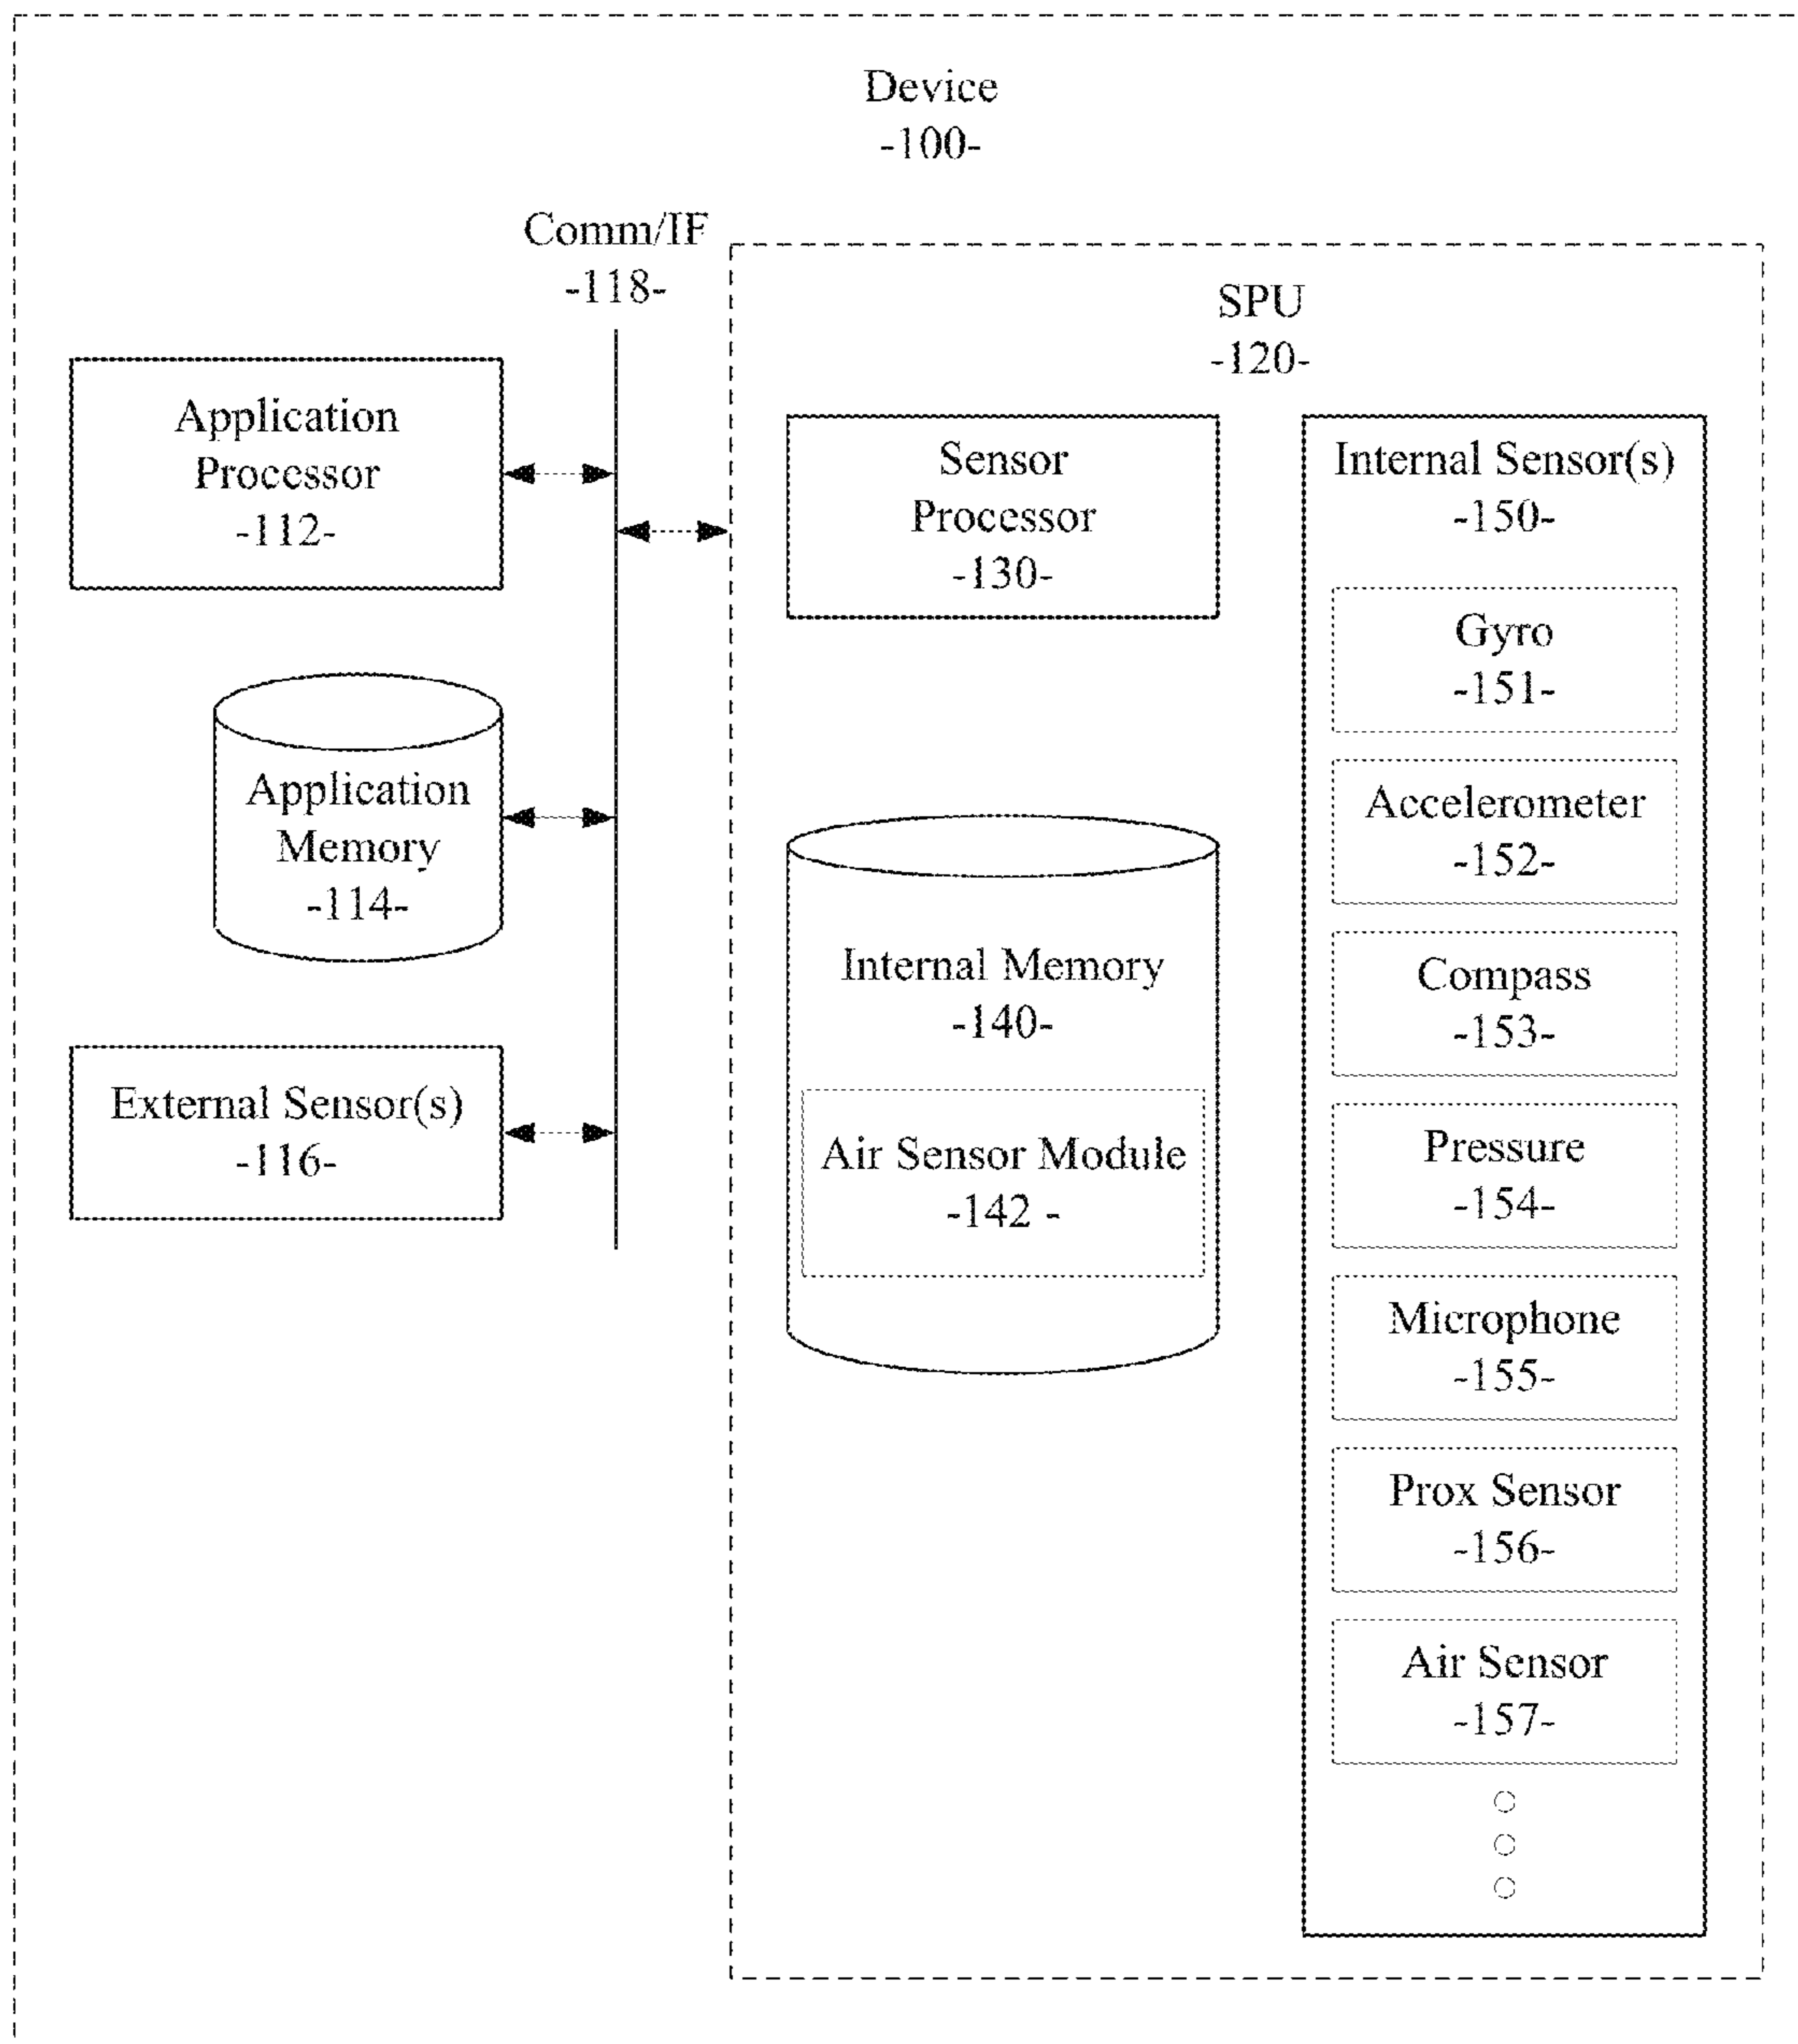 Device
-100-
Comm/IF
-118-
Application
Processor
-112-
Application
Memory
-114-
External Sensor(s)
-116-
SPU
-120-
Sensor
Processor
-130-
Internal Memory
-140-
Air Sensor Module
-142 -
Internal Sensor(s)
-150-
Gyro
-151-
Accelerometer
-152-
Compass
-153-
Pressure
-154-
Microphone
-155-
Prox Sensor
-156-
Air Sensor
-157-